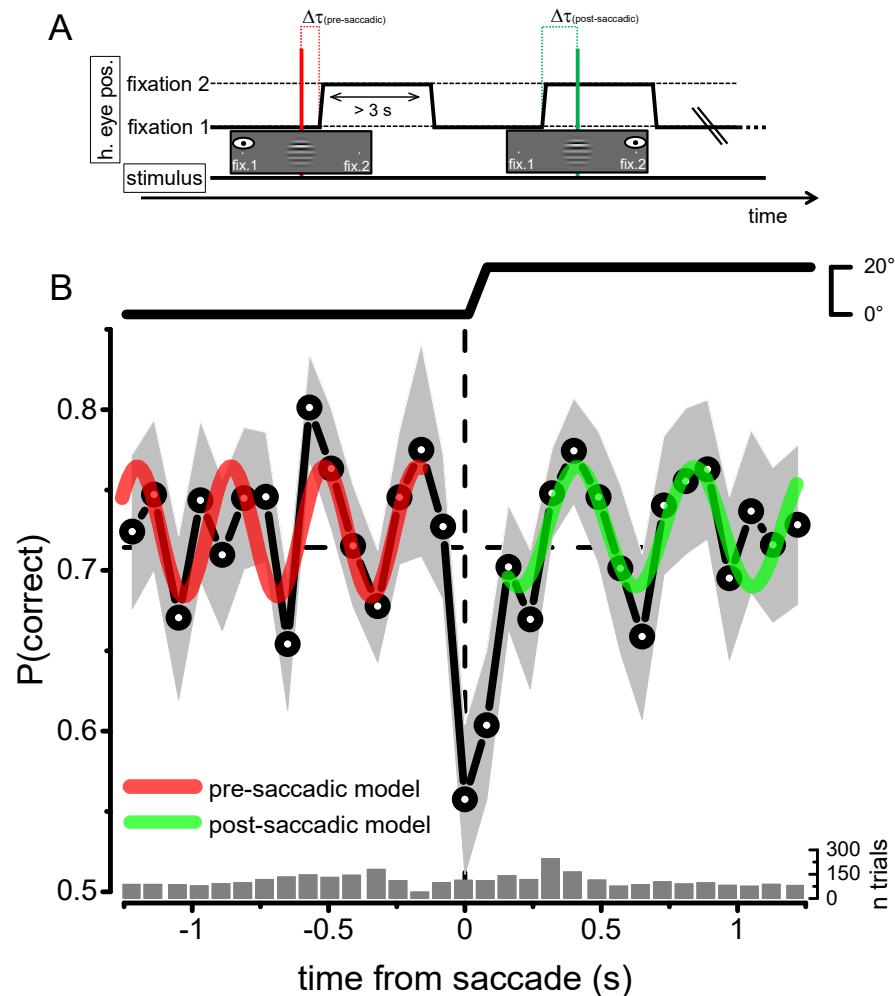 A
Δτ(pre-saccadic)
Δτ(post-saccadic)
h. eye pos.
fixation 2
> 3 s
fixation 1
fix.1
fix.2
fix.1
fix.2
stimulus
time
B
20°
0°
P(correct)
0.8
0.7
0.6
0.5
pre-saccadic model
post-saccadic model
300
150
0
n trials
-1
-0.5
0
0.5
1
time from saccade (s)